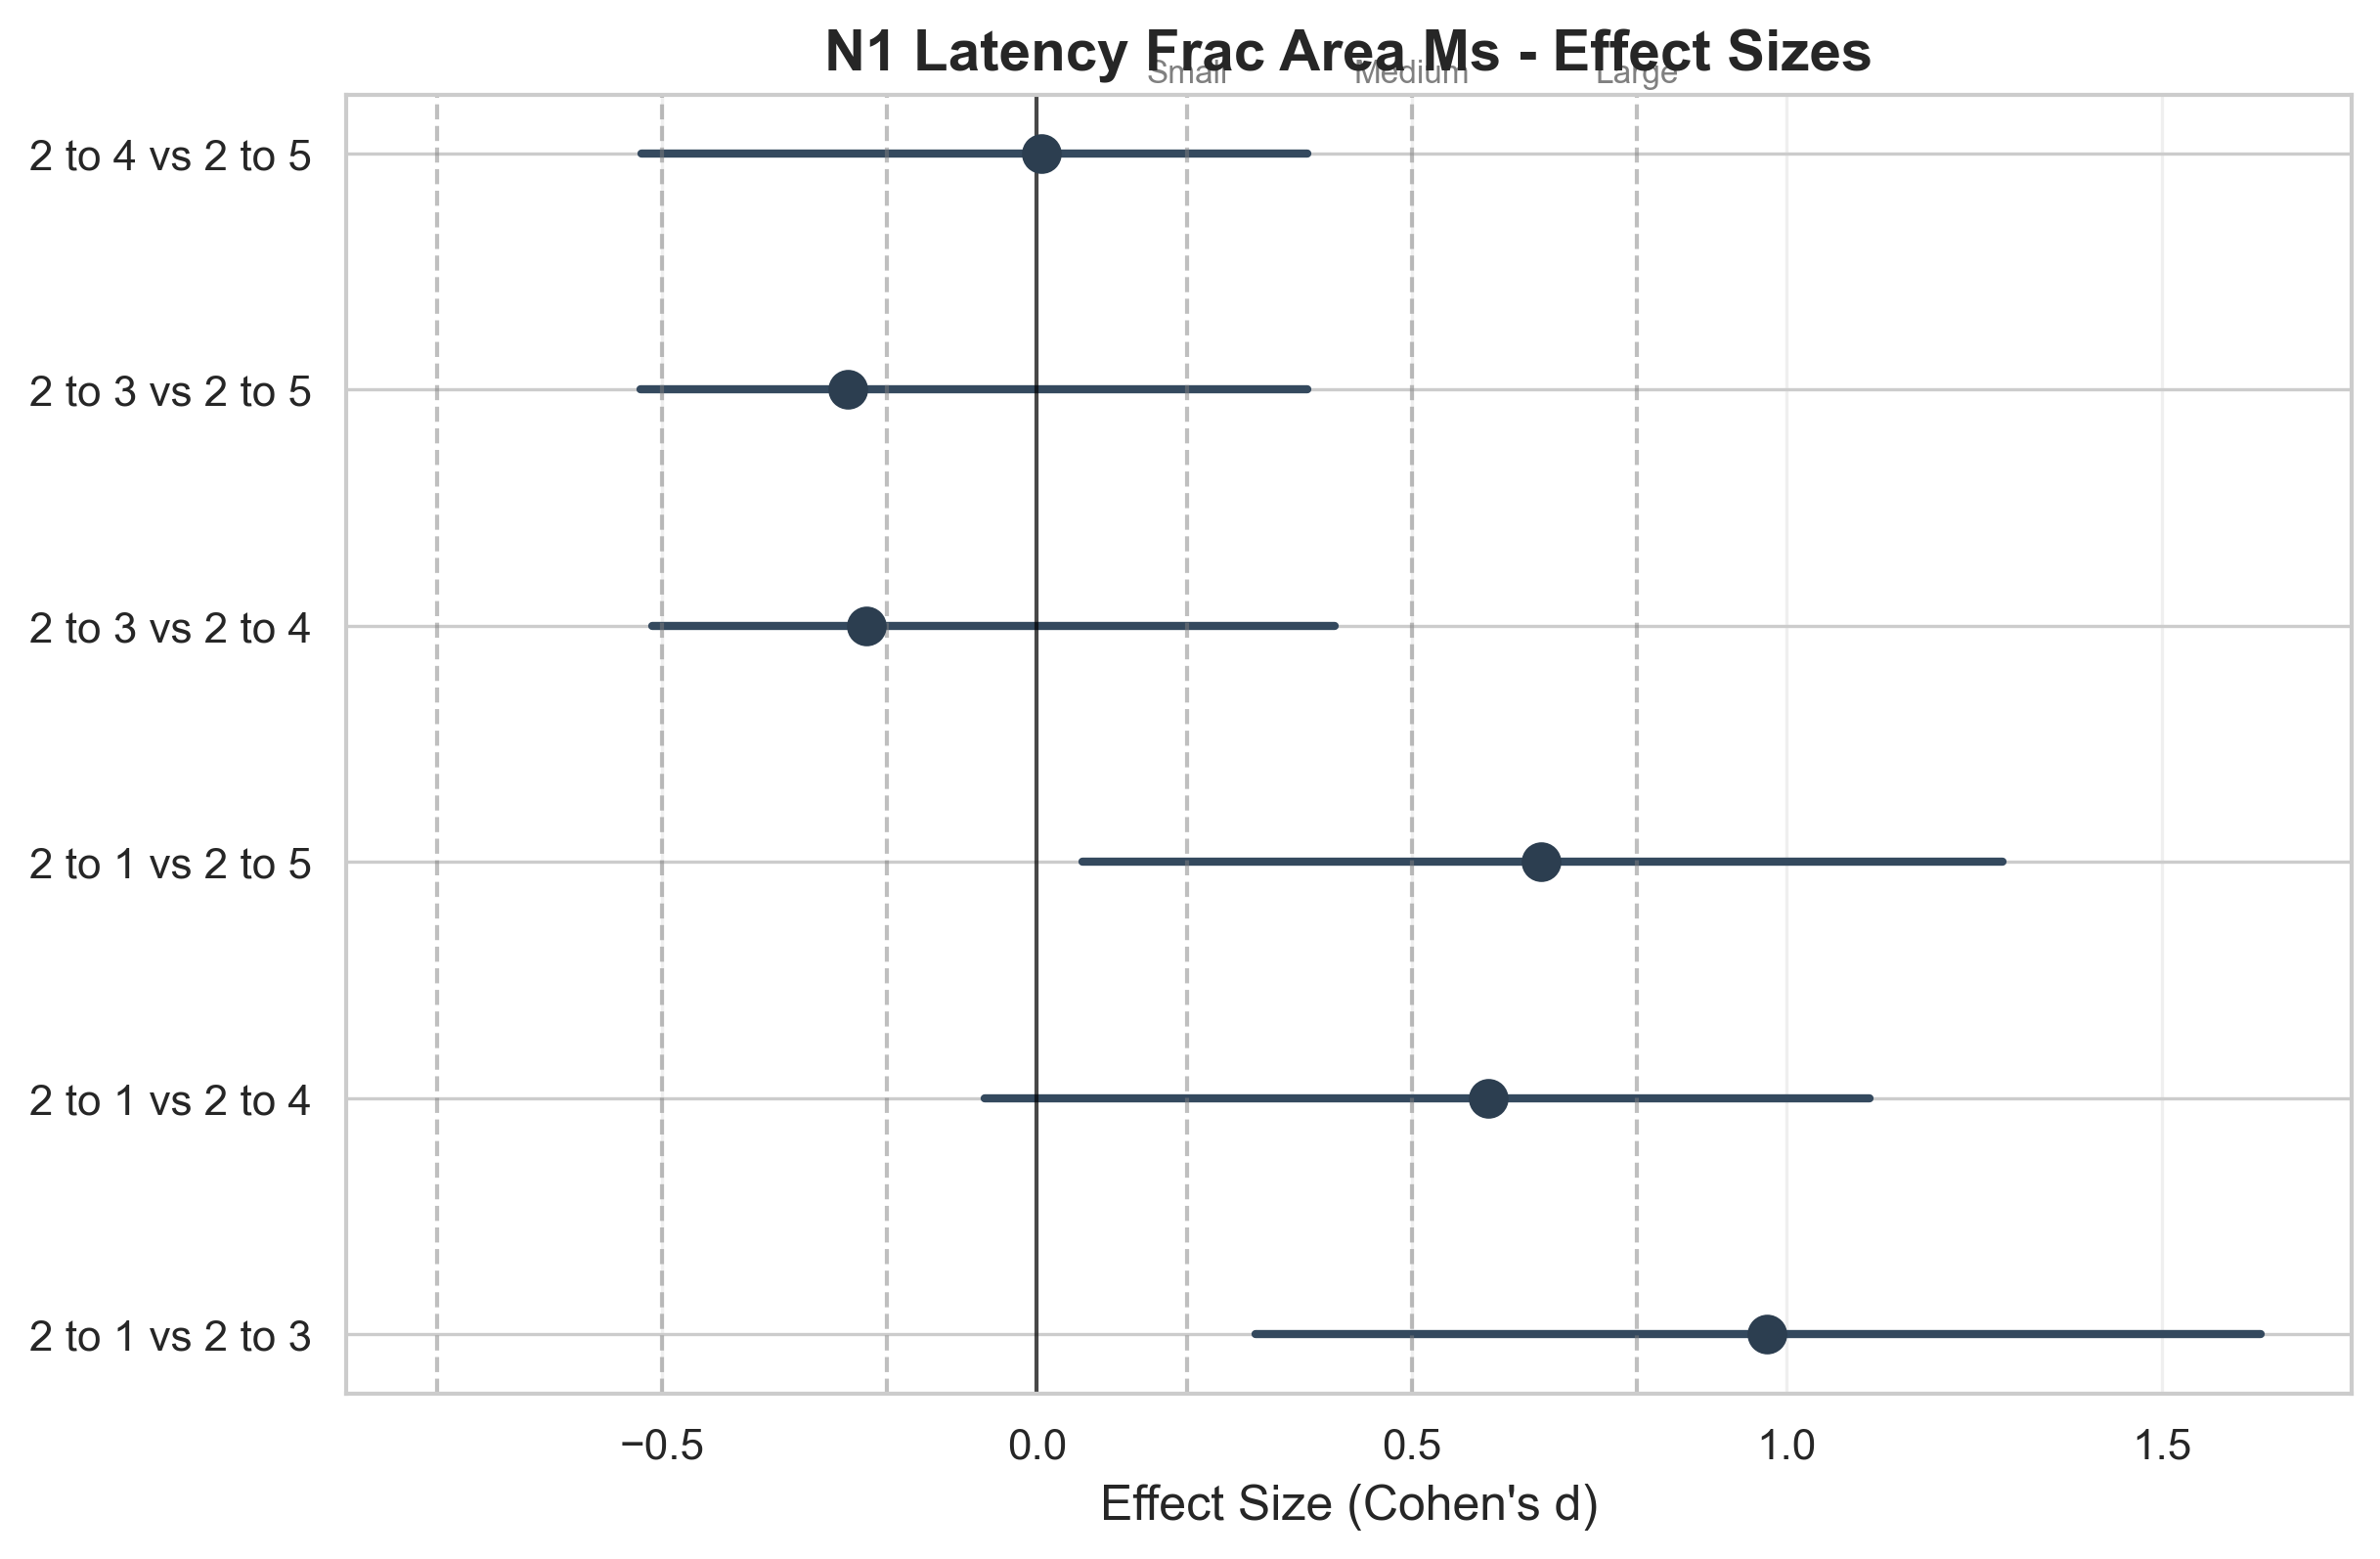 N1 Latency Frac Area Ms - Effect Sizes
Small Medium Large
2 to 4 vs 2 to 5
2 to 3 vs 2 to 5
2 to 3 vs 2 to 4
2 to 1 vs 2 to 5
2 to 1 vs 2 to 4
2 to 1 vs 2 to 3
−0.5 0.0 0.5 1.0 1.5
Effect Size (Cohen's d)